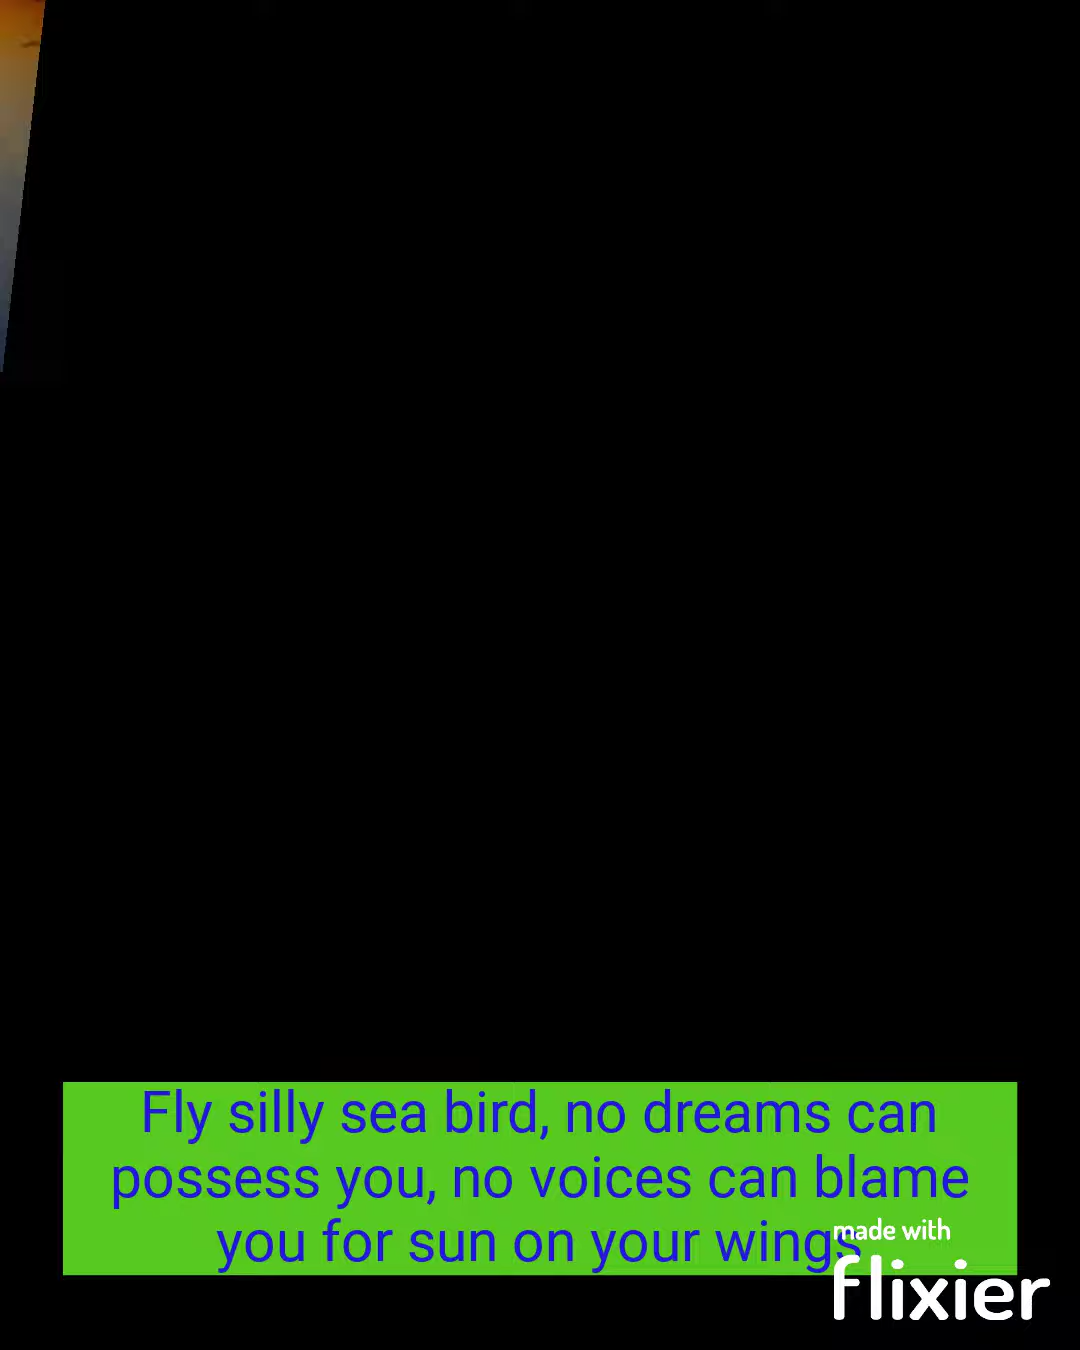 Fly silly sea bird, no dreams can
possess you, no voices can blame
you for sun on your wings
made with
flixier